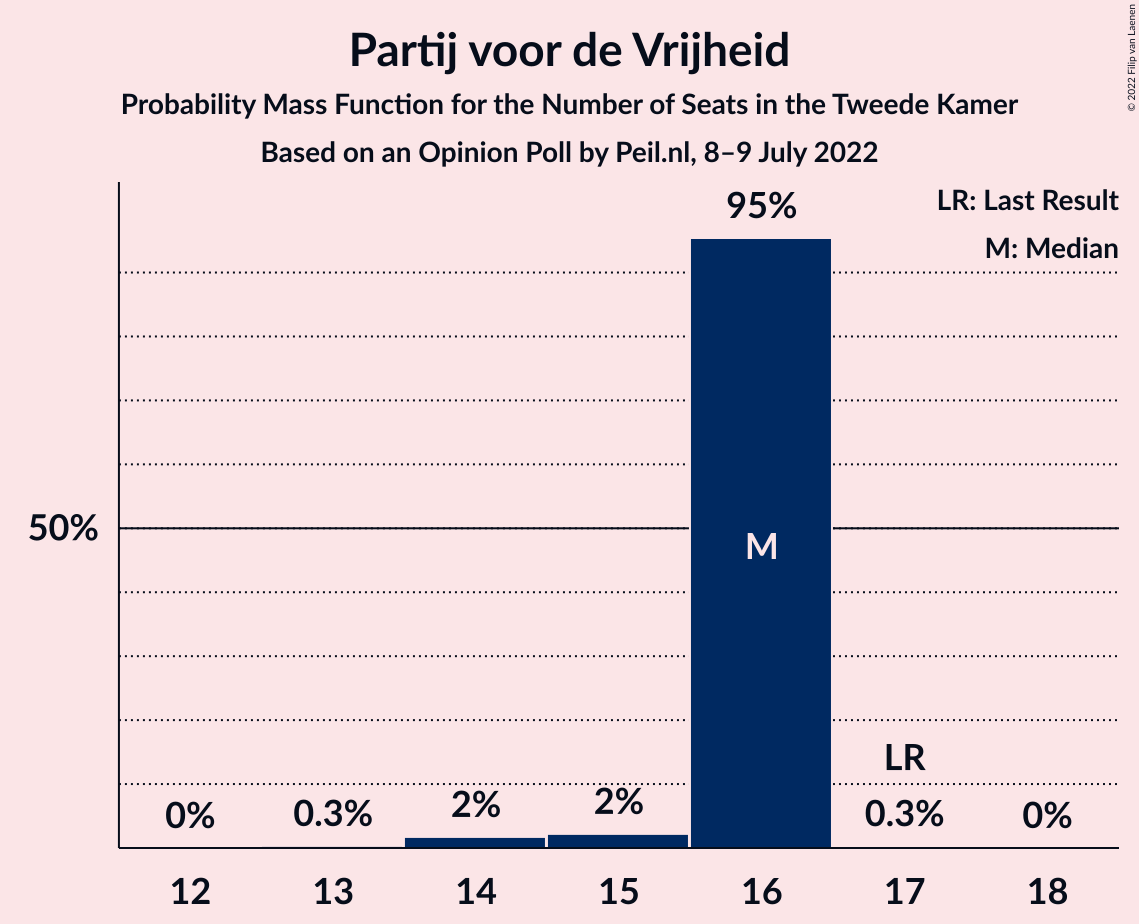 Partij voor de Vrijheid
Probability Mass Function for the Number of Seats in the Tweede Kamer
Based on an Opinion Poll by Peil.nl, 8–9 July 2022
© 2022 Filip van Laenen
LR: Last Result
M: Median
95%
50%
M
LR
0%
0.3%
2%
2%
0.3%
0%
12
13
14
15
16
17
18